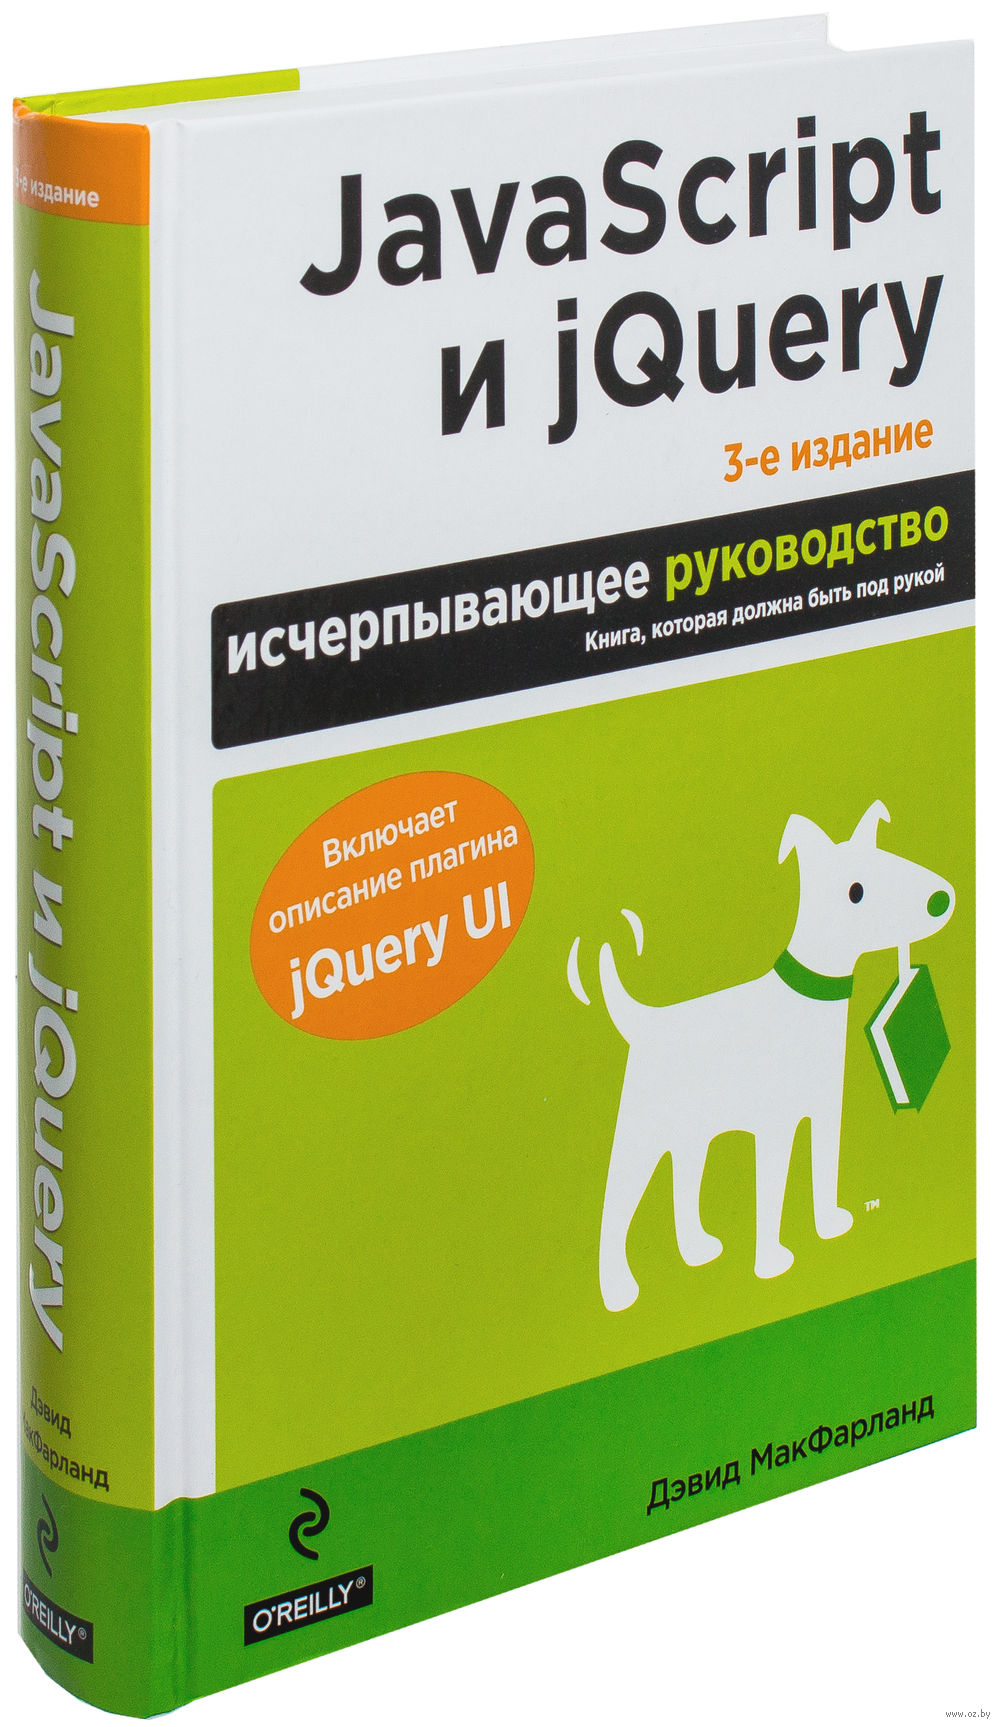 JavaScript
и jQuery
3-е издание
исчерпывающее руководство
Книга, которая должна быть под рукой
Включает
описание плагина
jQuery UI
TM
Дэвид МакФарланд
O'REILLY®
3-е издание
JavaScript и jQuery
Дэвид
МакФарланд
O'REILLY®
www.oz.by